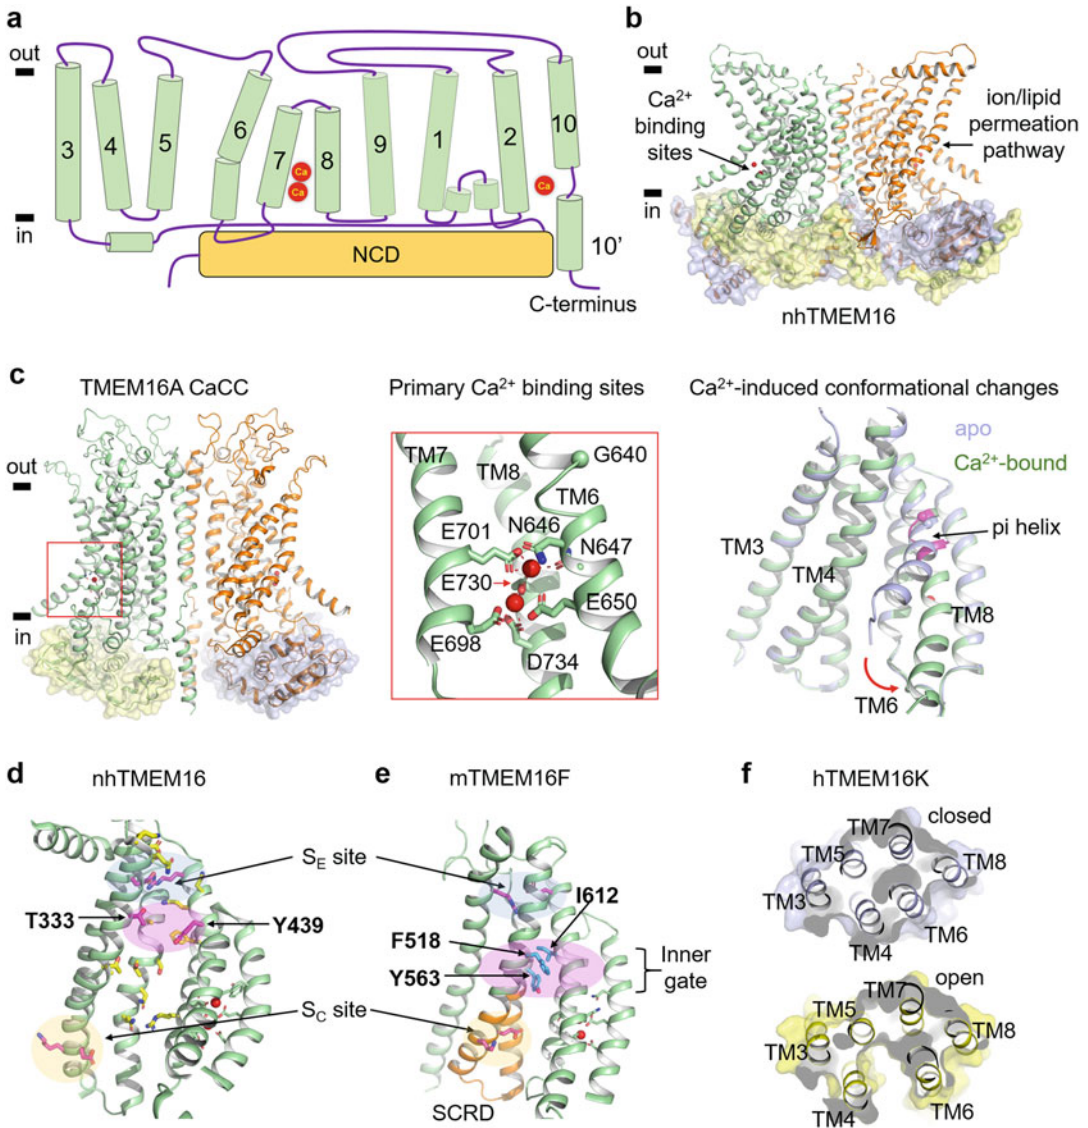 a
out
in
3
4
5
6
7
8
9
1
2
10
Ca
Ca
Ca
NCD
10’
C-terminus
b
out
in
Ca2+
binding
sites
ion/lipid
permeation
pathway
nhTMEM16
c
TMEM16A CaCC
out
in
Primary Ca2+ binding sites
TM7
TM8
G640
TM6
E701
N646
N647
E730
E650
E698
D734
Ca2+-induced conformational changes
apo
Ca2+-bound
pi helix
TM3
TM4
TM8
TM6
d
nhTMEM16
SE site
T333
Y439
SC site
e
mTMEM16F
I612
F518
Y563
Inner
gate
SCRD
f
hTMEM16K
closed
TM7
TM5
TM8
TM3
TM6
TM4
open
TM7
TM5
TM8
TM3
TM4
TM6